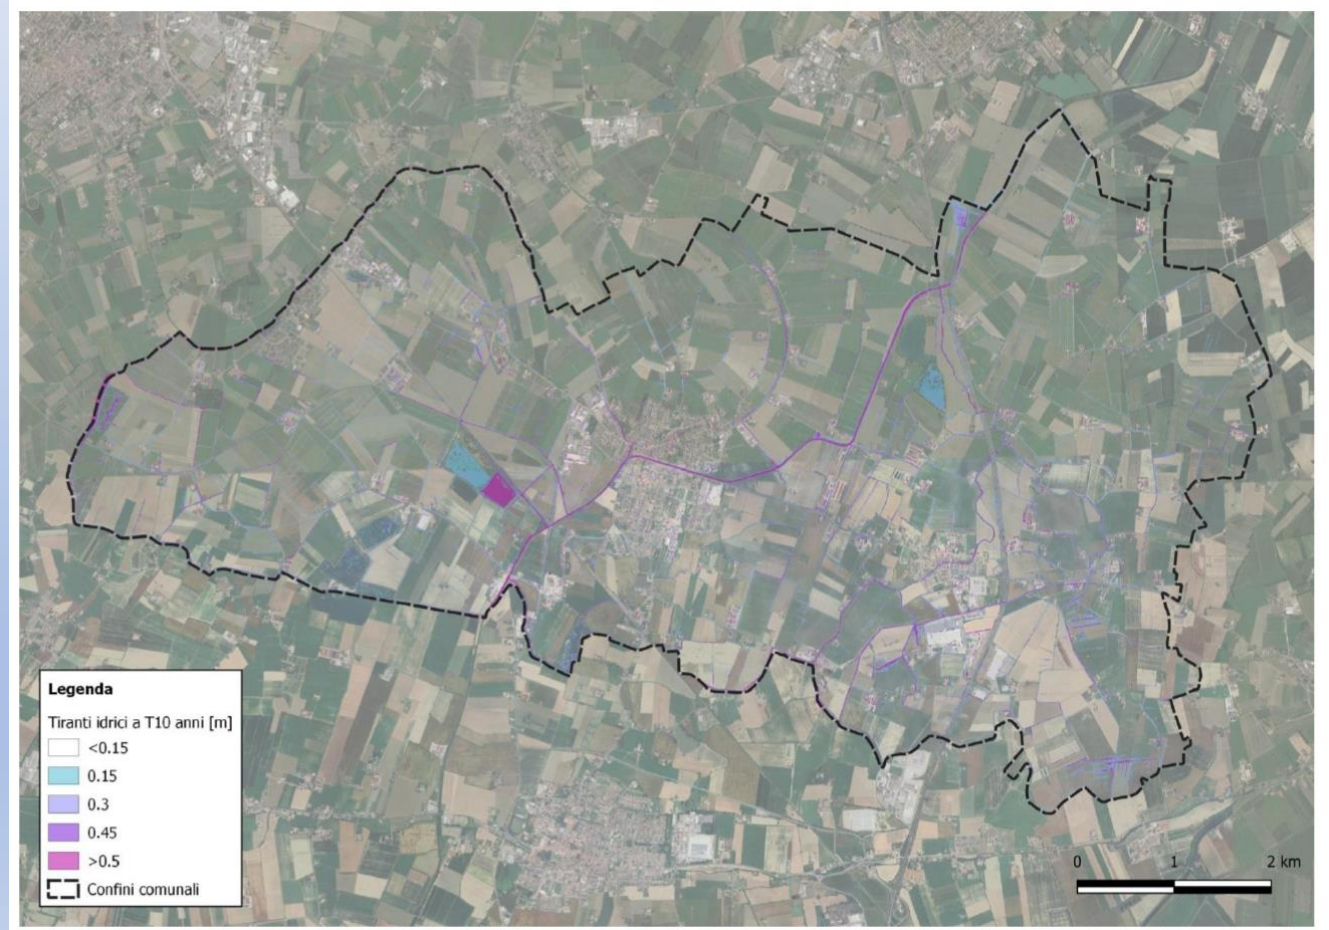 Legenda
Tiranti idrici a T10 anni [m]
<0.15
0.15
0.3
0.45
>0.5
Confini comunali
0 1 2 km